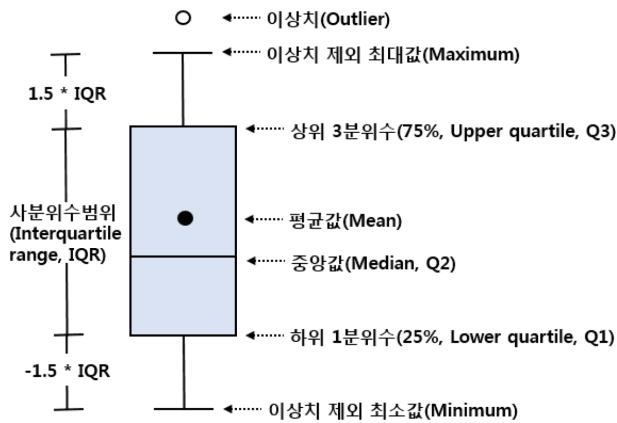 이상치(Outlier)
이상치 제외 최대값(Maximum)
1.5 * IQR
상위 3분위수(75%, Upper quartile, Q3)
사분위수범위
(Interquartile
range, IQR)
평균값(Mean)
중앙값(Median, Q2)
하위 1분위수(25%, Lower quartile, Q1)
-1.5 * IQR
이상치 제외 최소값(Minimum)